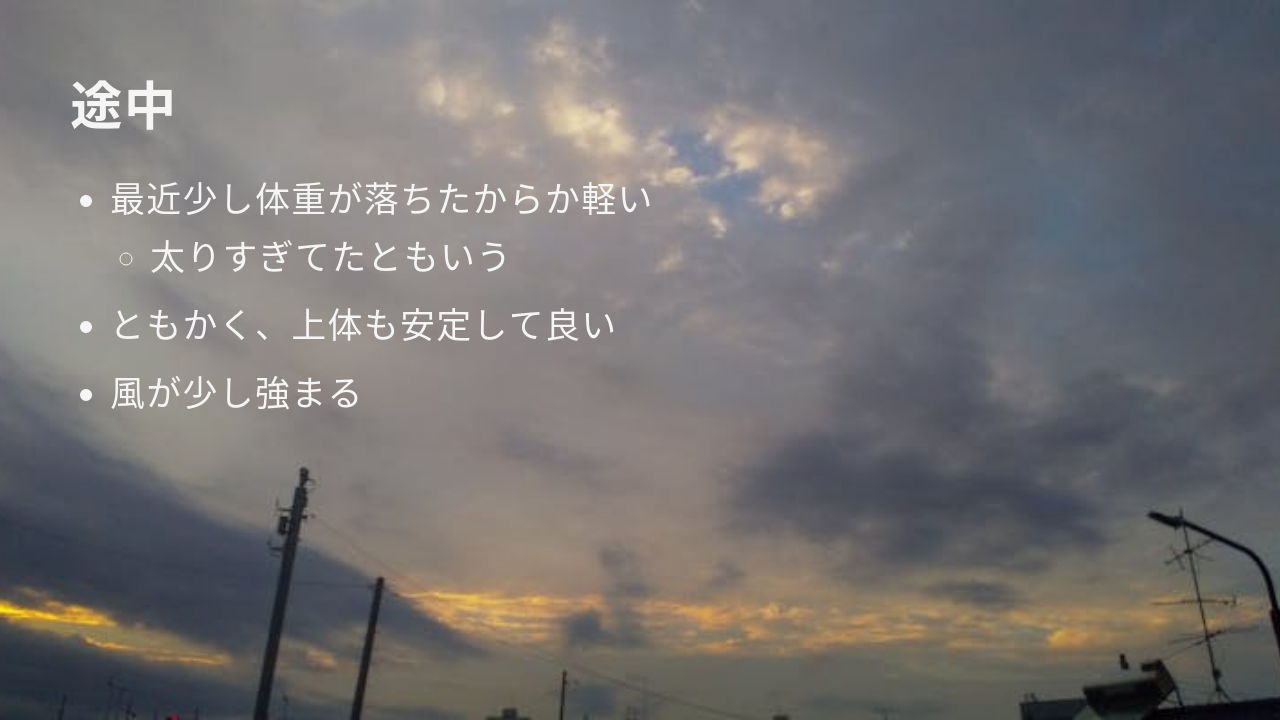 途中
最近少し体重が落ちたからか軽い
太りすぎてたともいう
ともかく、上体も安定して良い
風が少し強まる